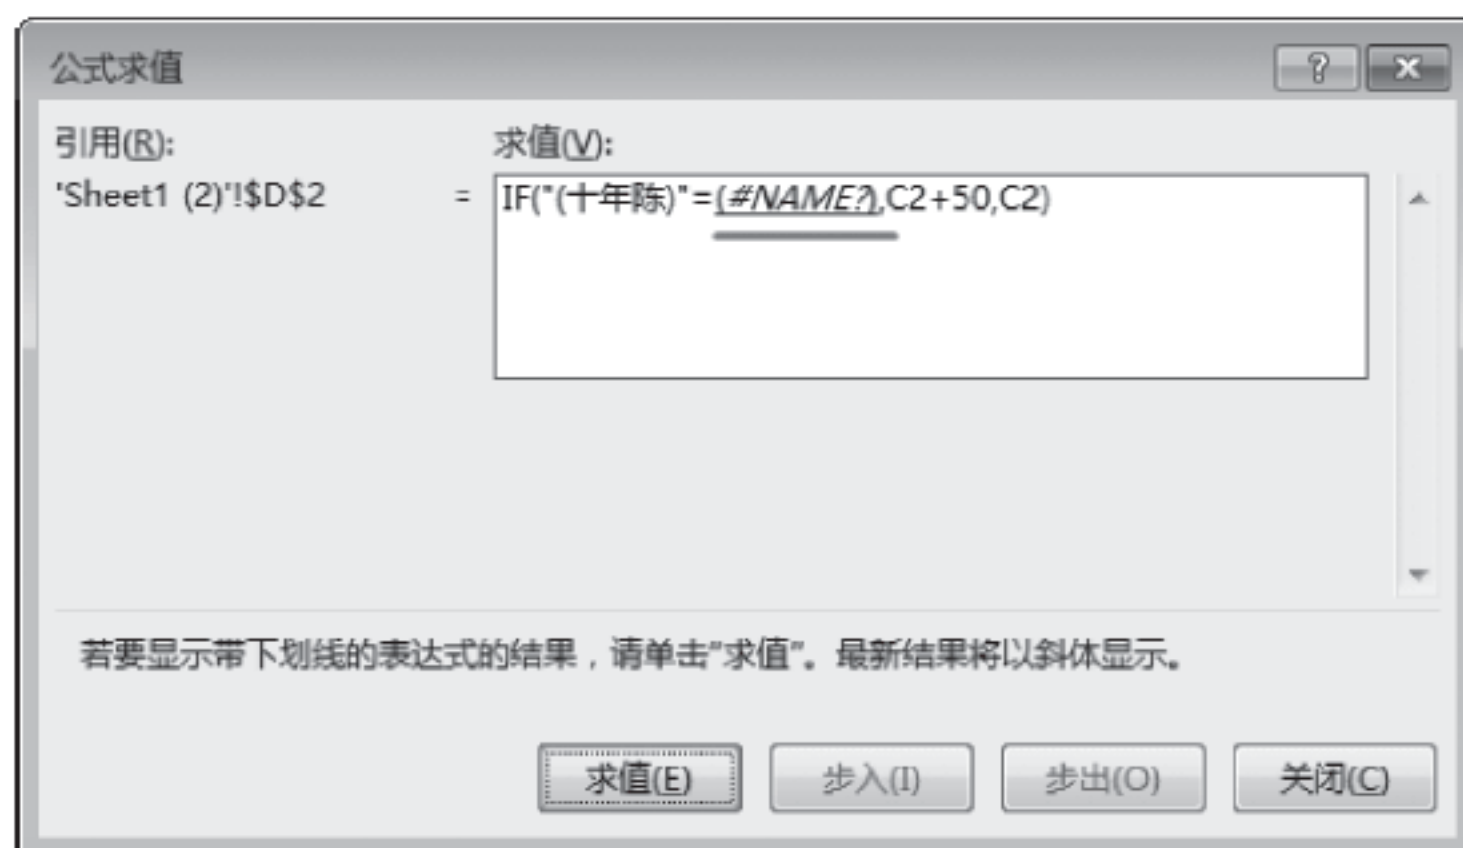 公式求值
引用(R):
求值(V):
'Sheet1 (2)'!$D$2
=
IF("(十年陈)"=(#NAME?),C2+50,C2)
若要显示带下划线的表达式的结果，请单击"求值"。最新结果将以斜体显示。
求值(E)
步入(I)
步出(O)
关闭(C)